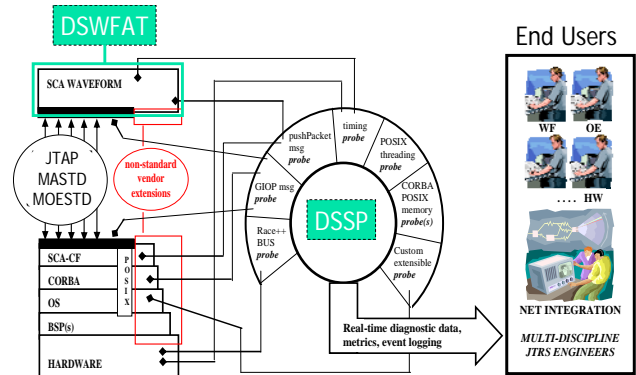 DSWFAT
End Users
SCA WAVEFORM
JTAP
MASTD
`MOESTD´
non-standard
vendor
extensions
pushPacket
msg
probe
timing
probe
POSIX
threading
probe
GIOP msg
probe
CORBA
POSIX
memory
probe(s)
Race++
BUS
probe
DSSP
Custom
extensible
probe
SCA-CF
CORBA
OS
BSP(s)
HARDWARE
P
O
S
I
X
Real-time diagnostic data,
metrics, event logging
WF OE
.... HW
NET INTEGRATION
MULTI-DISCIPLINE
JTRS ENGINEERS